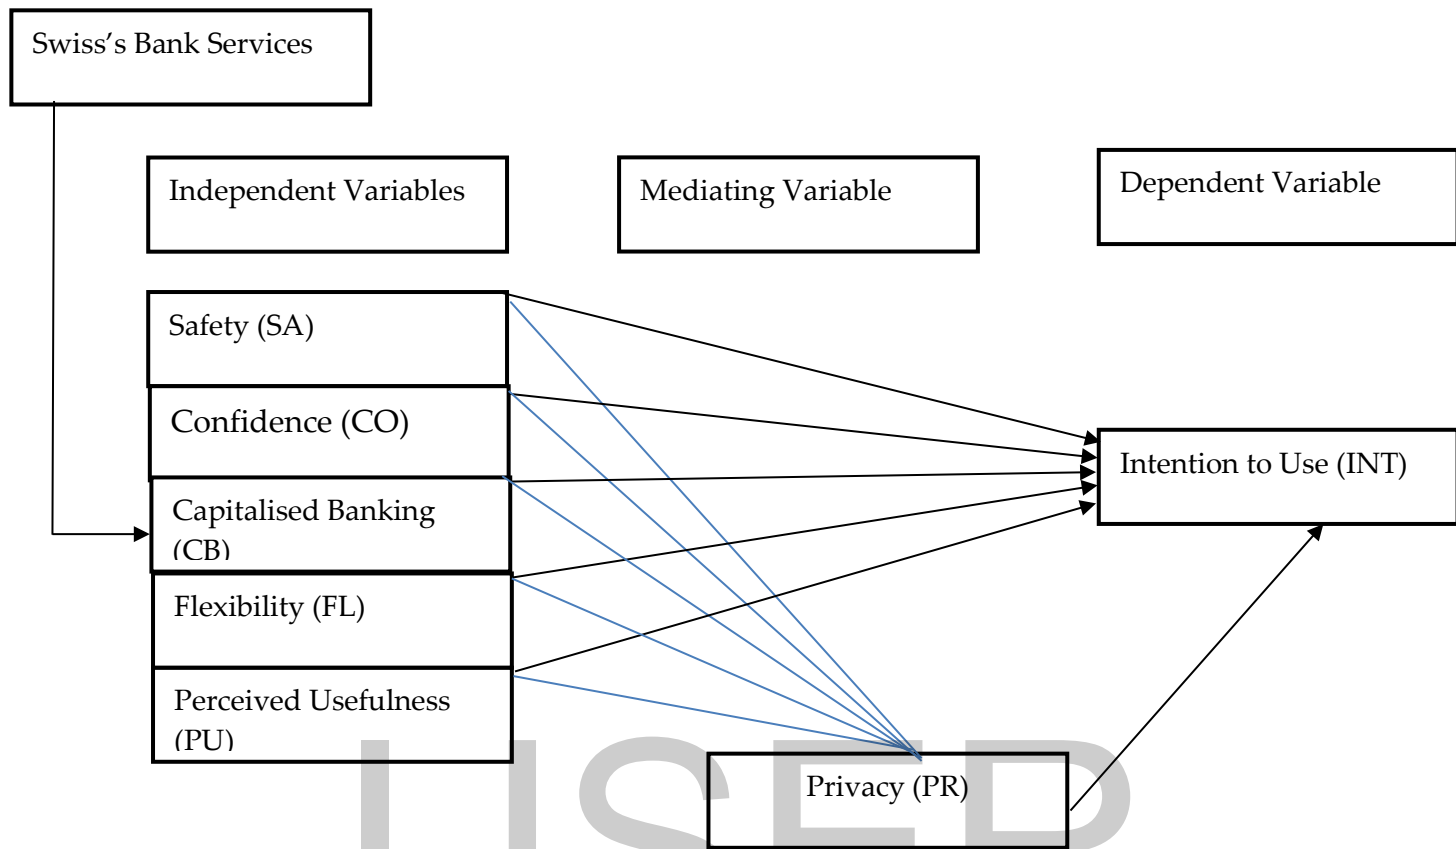 Swiss’s Bank Services
Independent Variables
Mediating Variable
Dependent Variable
Safety (SA)
Confidence (CO)
Capitalised Banking
(CB)
Flexibility (FL)
Perceived Usefulness
(PU)
Intention to Use (INT)
Privacy (PR)